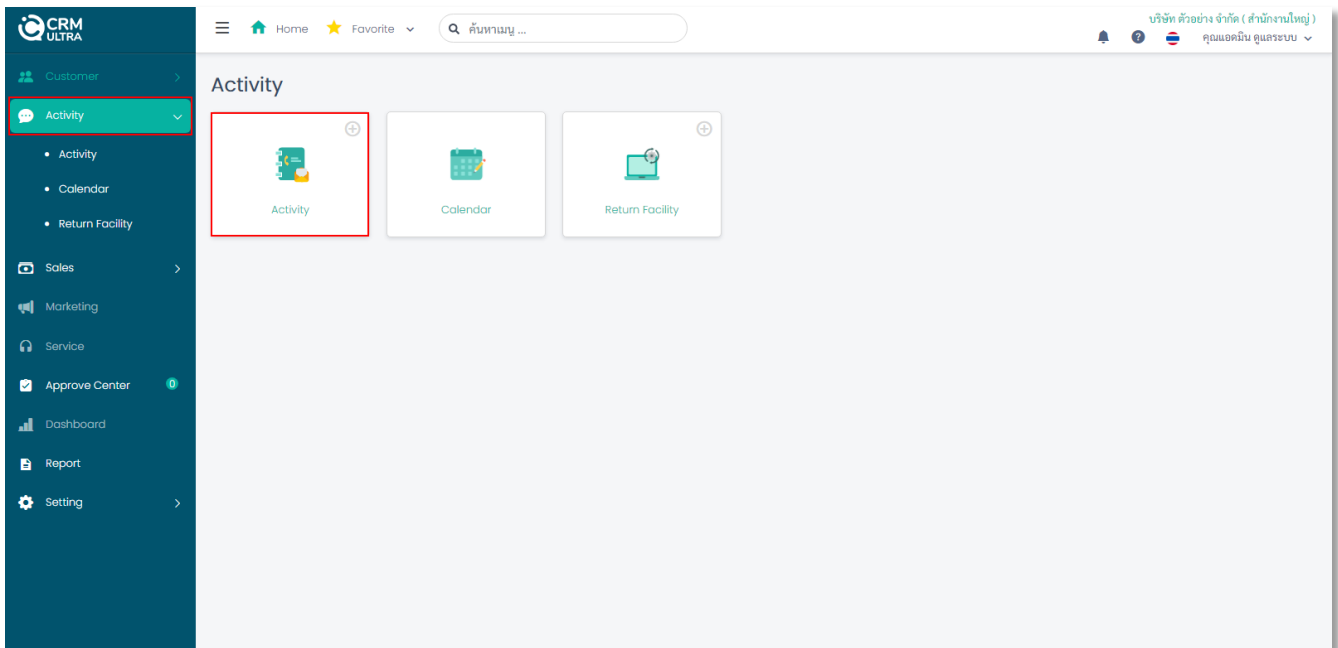 CRM
ULTRA
Home
Favorite
ค้นหาเมนู ...
บริษัท ตัวอย่าง จำกัด ( สำนักงานใหญ่ )
คุณแอดมิน ดูแลระบบ
Customer
Activity
Activity
Calendar
Return Facility
Sales
Marketing
Service
Approve Center
0
Dashboard
Report
Setting
Activity
Activity
Calendar
Return Facility